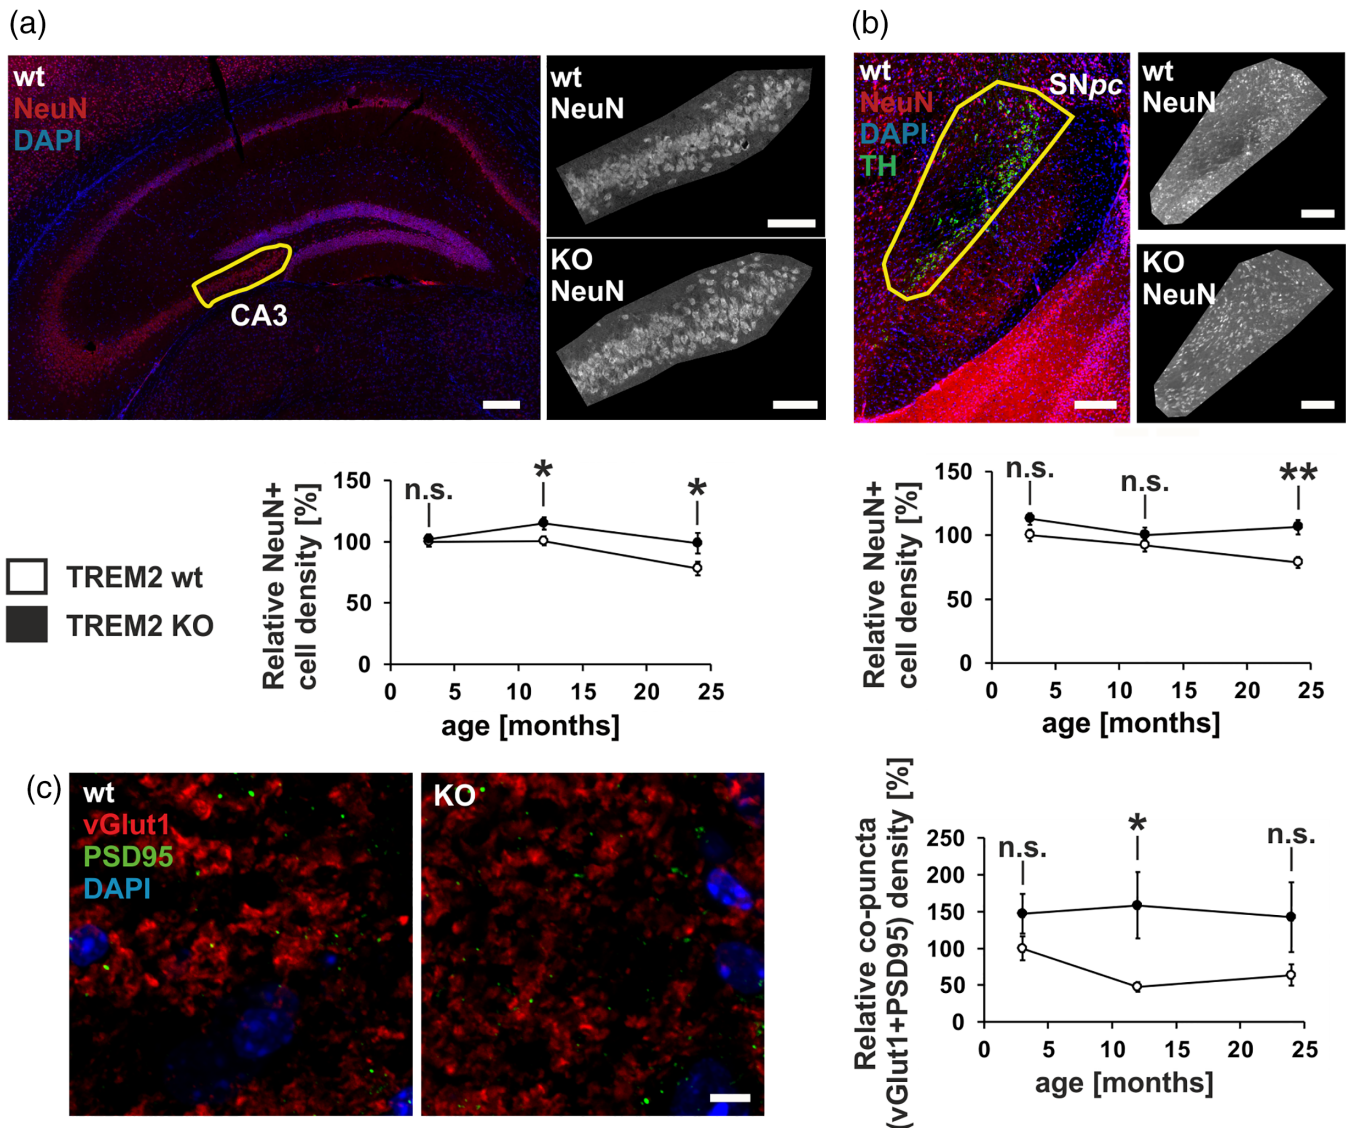 (a)
wt
NeuN
DAPI
CA3
wt
NeuN
KO
NeuN
(b)
wt
NeuN
DAPI
TH
SNpc
wt
NeuN
KO
NeuN
TREM2 wt
TREM2 KO
Relative NeuN+
cell density [%]
150
100
50
0
n.s.
*
*
0 5 10 15 20 25
age [months]
Relative NeuN+
cell density [%]
150
100
50
0
n.s.
n.s.
**
0 5 10 15 20 25
age [months]
(c)
wt
vGlut1
PSD95
DAPI
KO
Relative co-puncta
(vGlut1+PSD95) density [%]
250
200
150
100
50
0
n.s.
*
n.s.
0 5 10 15 20 25
age [months]